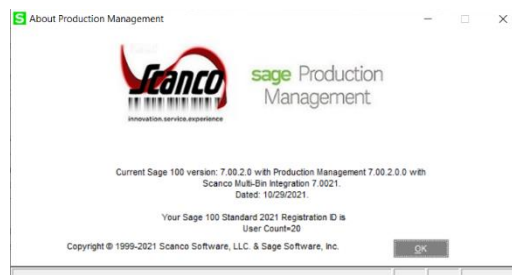 About Production Management
Scanco
innovation.service.experience
sage Production
Management
Current Sage 100 version: 7.00.2.0 with Production Management 7.00.2.0.0 with
Scanco Multi-Bin Integration 7.0021.
Dated: 10/29/2021.
Your Sage 100 Standard 2021 Registration ID is
User Count=20
Copyright © 1999-2021 Scanco Software, LLC. & Sage Software, Inc.
OK